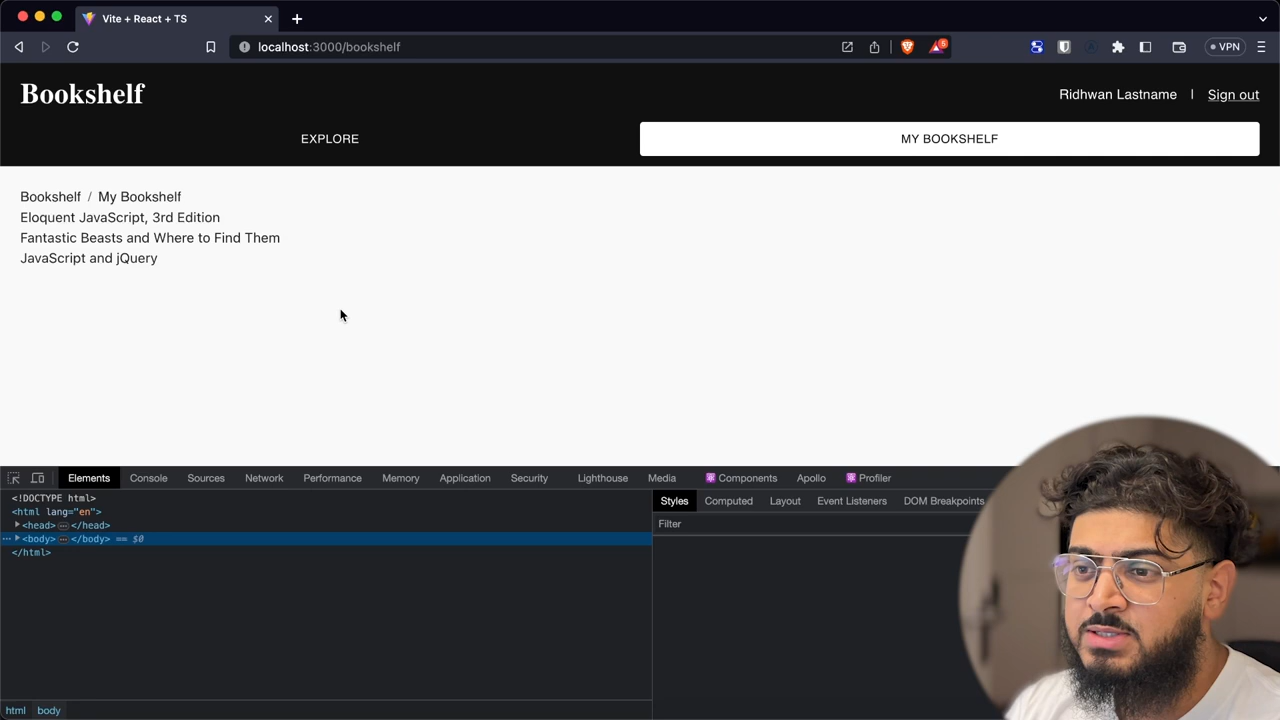 Vite + React + TS
localhost:3000/bookshelf
6
VPN
Bookshelf
Ridhwan Lastname | Sign out
EXPLORE
MY BOOKSHELF
Bookshelf / My Bookshelf
Eloquent JavaScript, 3rd Edition
Fantastic Beasts and Where to Find Them
JavaScript and jQuery
Elements Console Sources Network Performance Memory Application Security Lighthouse Media Components Apollo Profiler
<!DOCTYPE html>
<html lang="en">
<head> … </head>
… <body> … </body> == $0
</html>
Styles Computed Layout Event Listeners DOM Breakpoints
Filter
html body